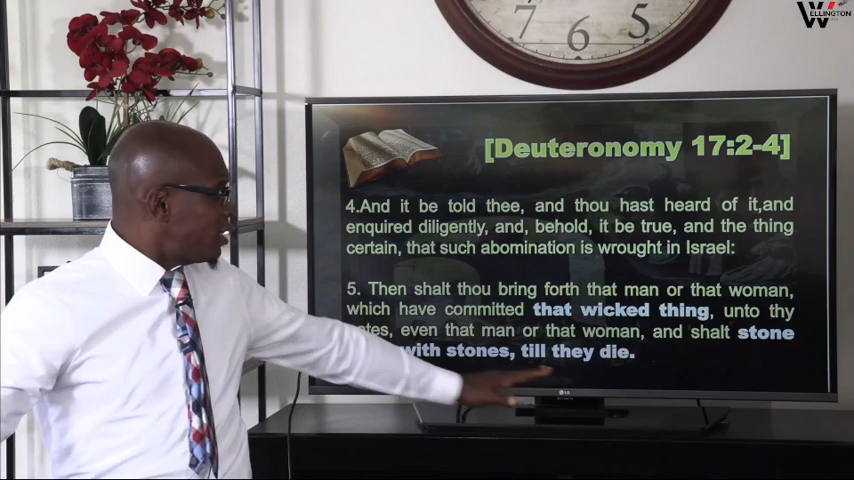 WELLINGTON
7 6 5
[Deuteronomy 17:2-4]
4.And it be told thee, and thou hast heard of it,and
enquired diligently, and, behold, it be true, and the thing
certain, that such abomination is wrought in Israel:
5. Then shalt thou bring forth that man or that woman,
which have committed that wicked thing, unto thy
even that man or that woman, and shalt stone
with stones, till they die.
LG